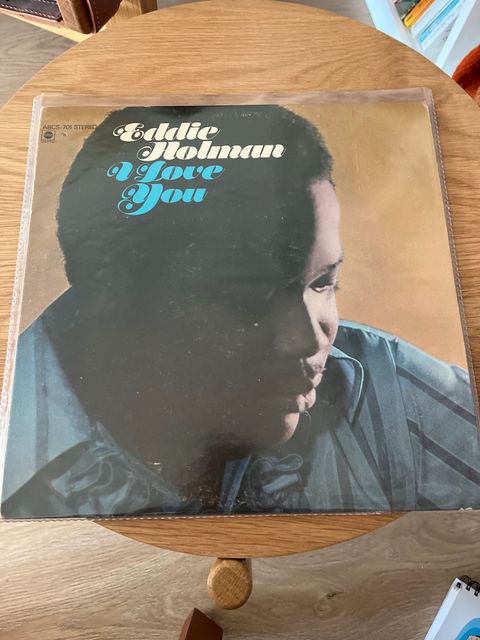 ABCS-701 STEREO
Eddie
Holman
I Love
You